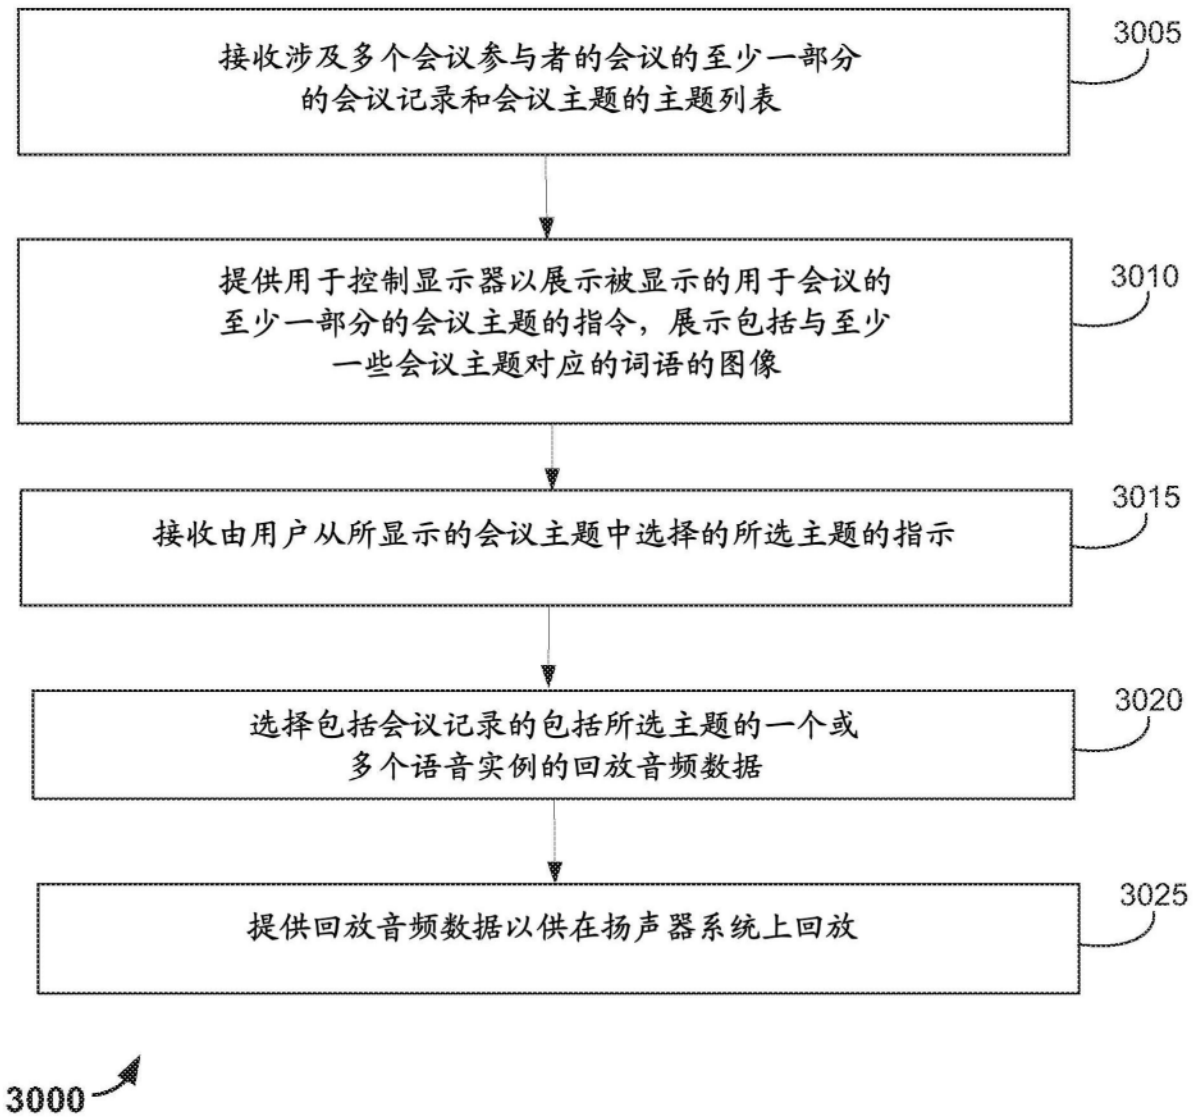 3005
接收涉及多个会议参与者的会议的至少一部分
的会议记录和会议主题的主题列表
3010
提供用于控制显示器以展示被显示的用于会议的
至少一部分的会议主题的指令，展示包括与至少
一些会议主题对应的词语的图像
3015
接收由用户从所显示的会议主题中选择的所选主题的指示
3020
选择包括会议记录的包括所选主题的一个或
多个语音实例的回放音频数据
3025
提供回放音频数据以供在扬声器系统上回放
3000